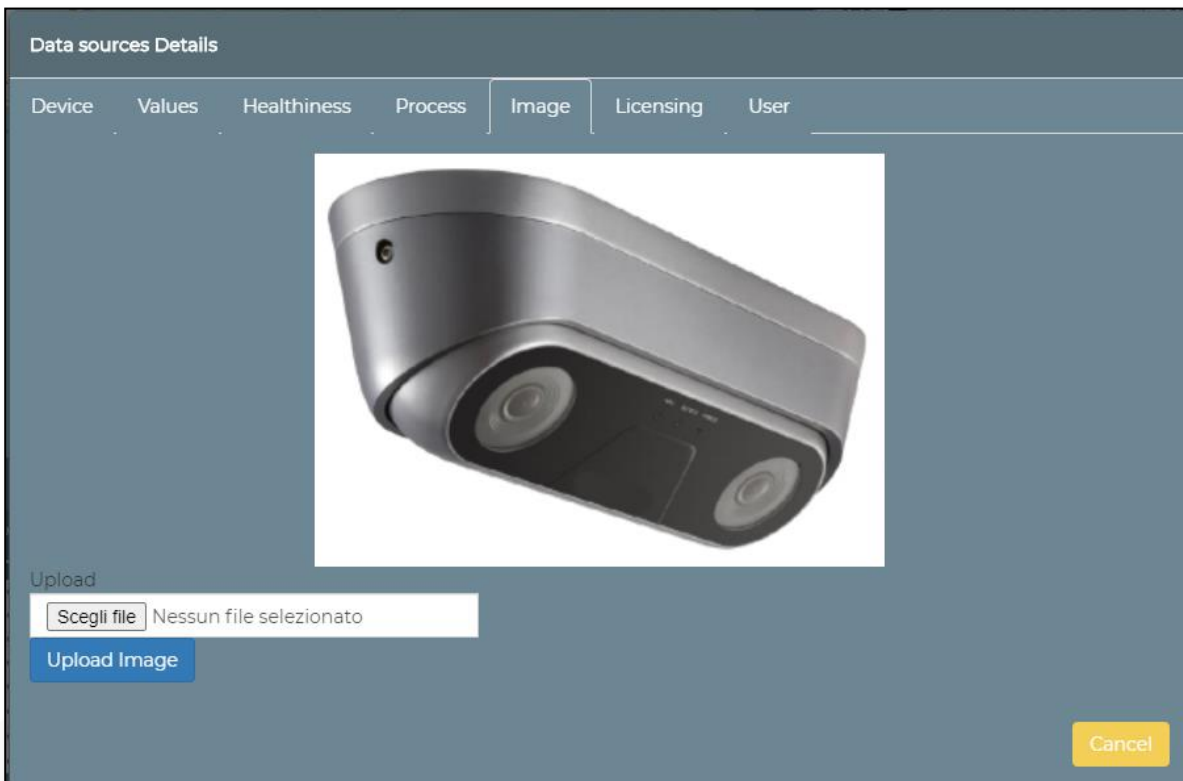 Data sources Details
Device Values Healthiness Process Image Licensing User
Upload
Scegli file Nessun file selezionato
Upload Image
Cancel